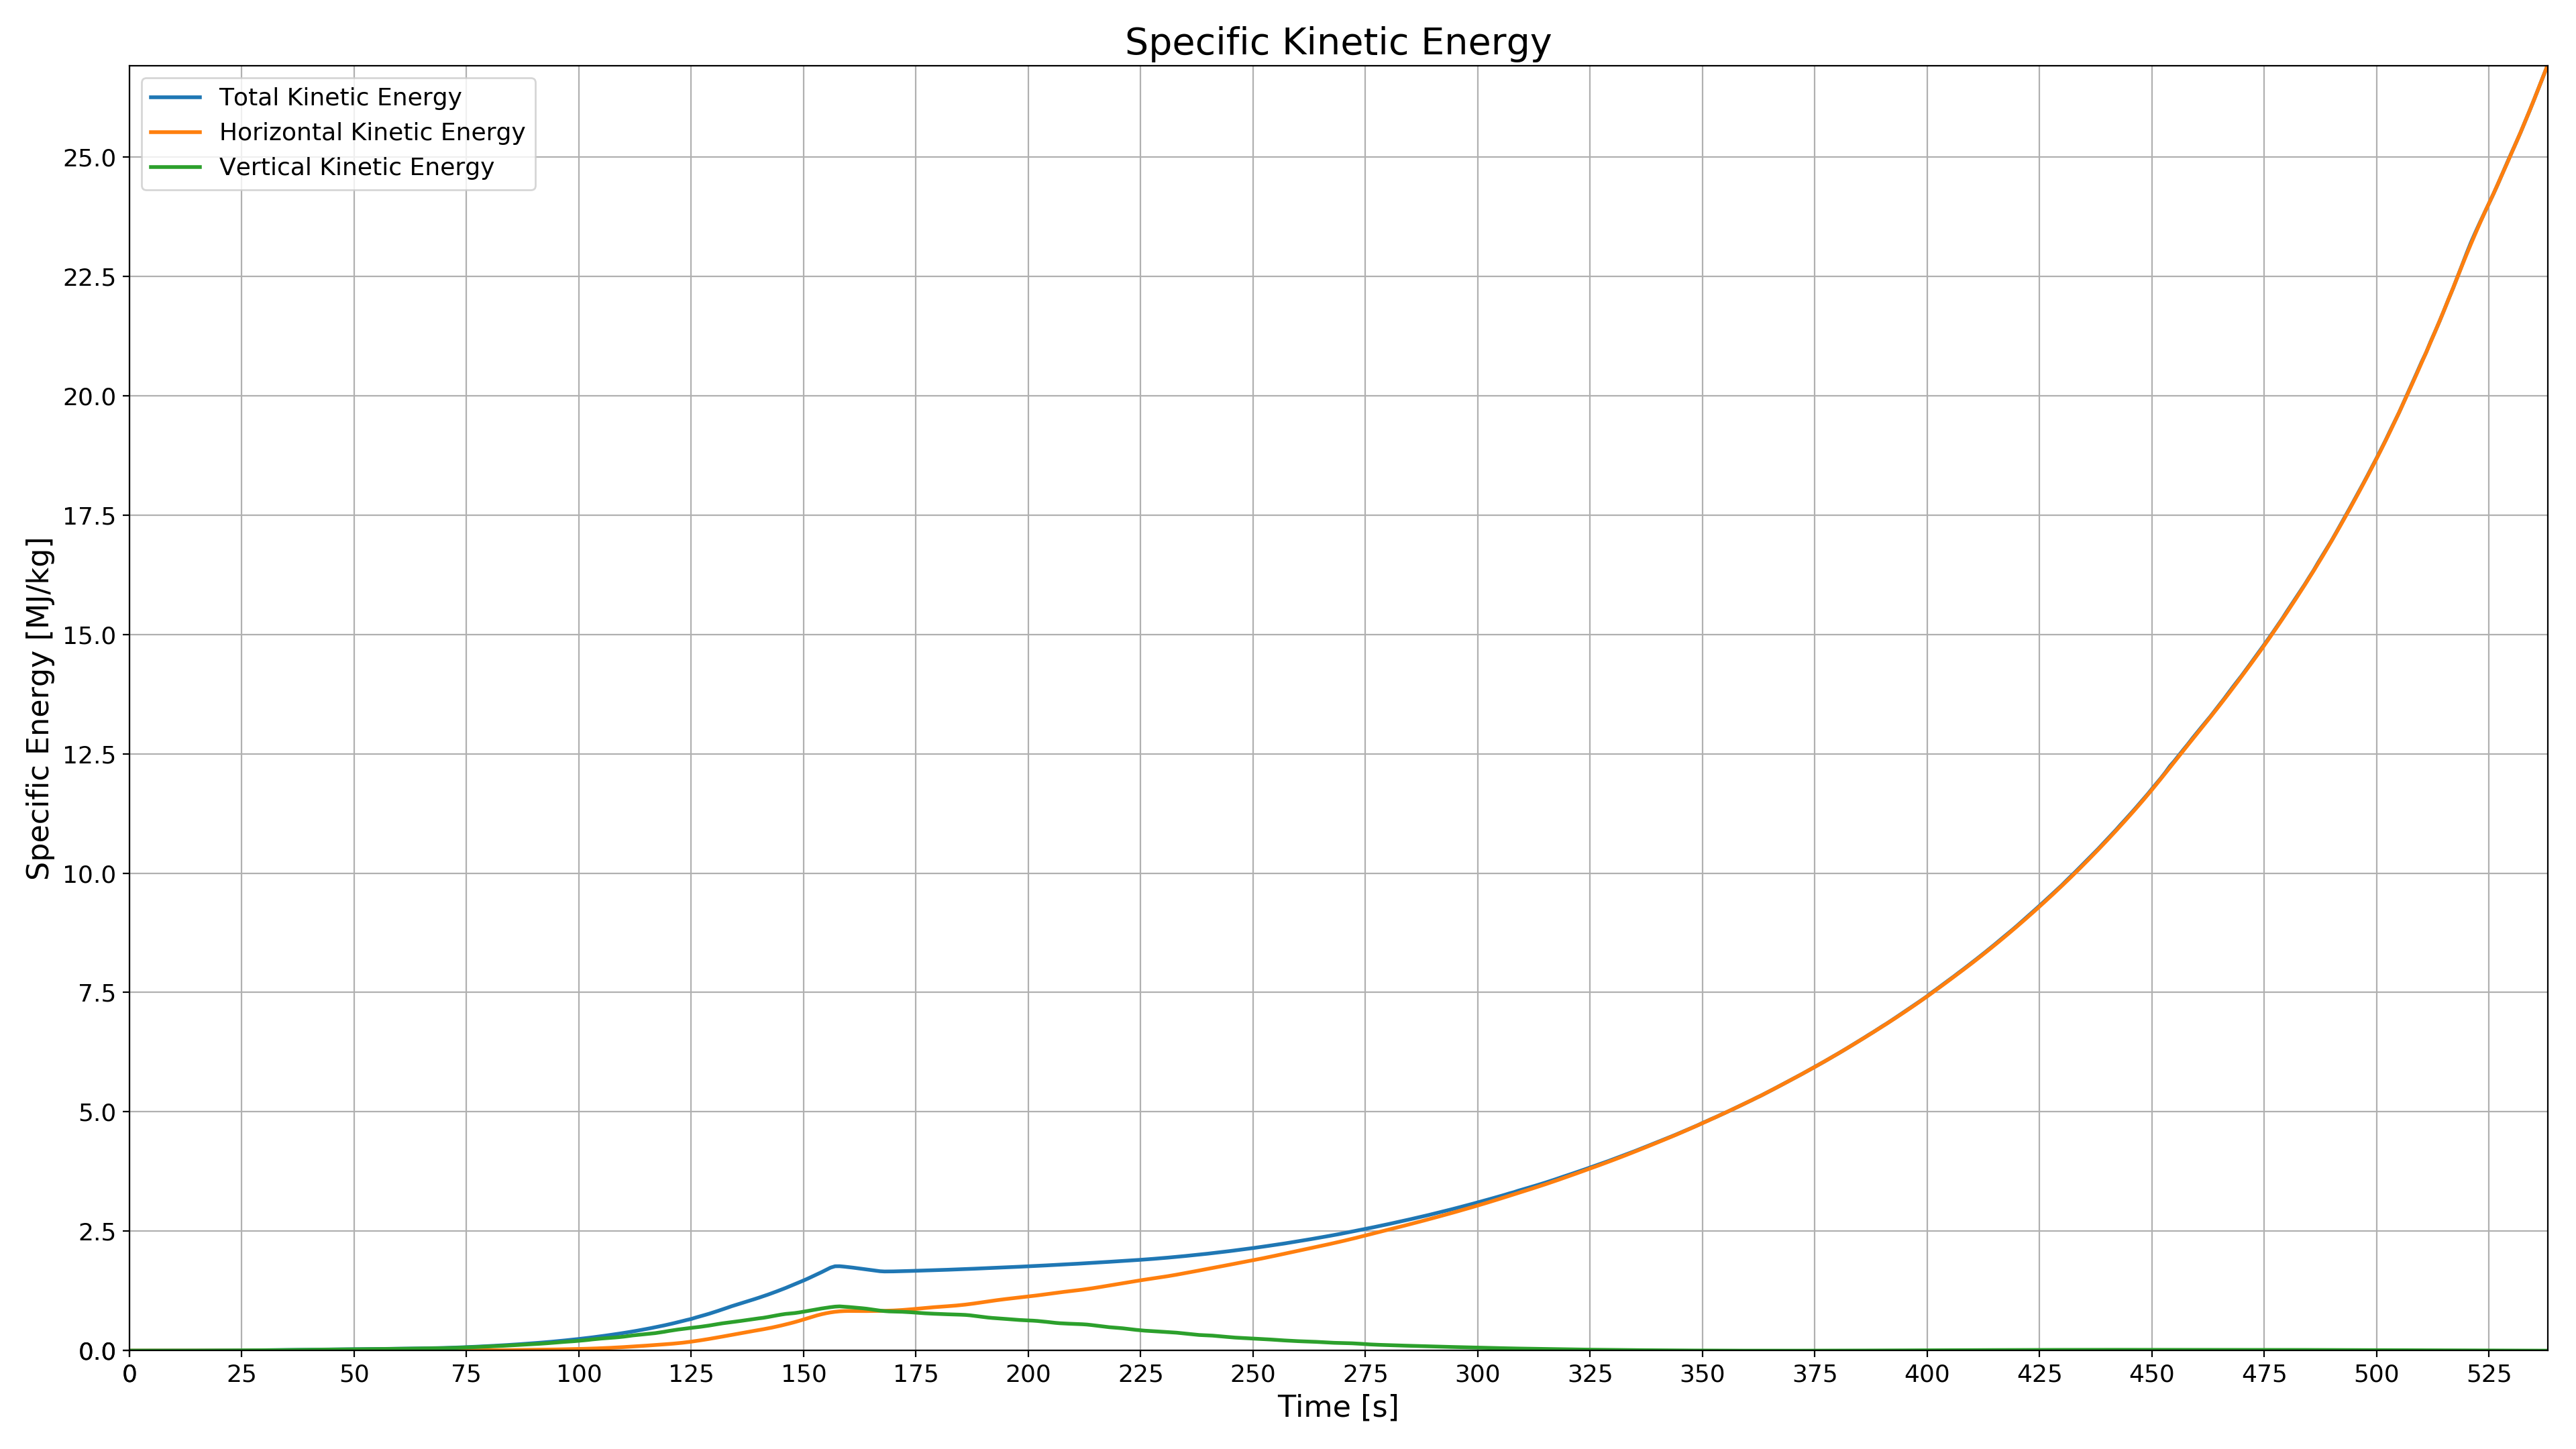 Specific Kinetic Energy
Total Kinetic Energy
Horizontal Kinetic Energy
Vertical Kinetic Energy
Specific Energy [MJ/kg]
25.0
22.5
20.0
17.5
15.0
12.5
10.0
7.5
5.0
2.5
0.0
0 25 50 75 100 125 150 175 200 225 250 275 300 325 350 375 400 425 450 475 500 525
Time [s]